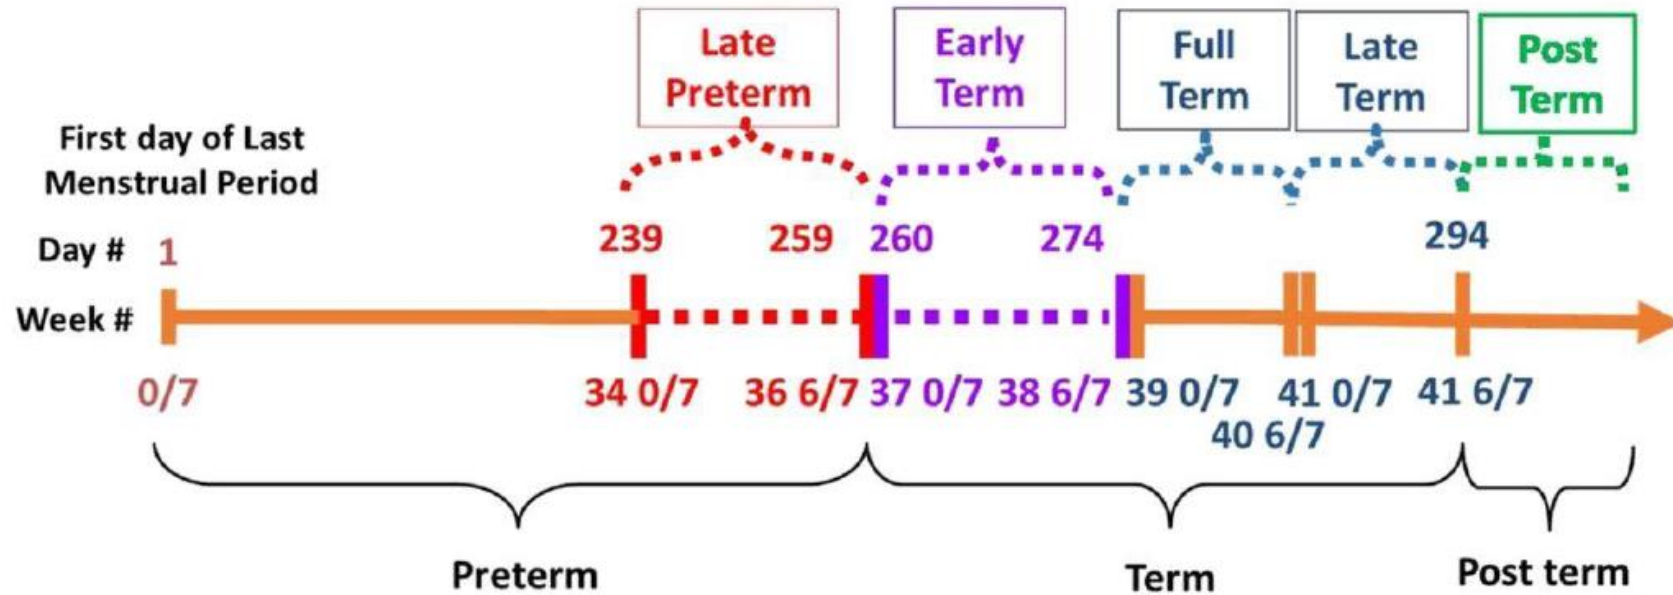 Late
Preterm
Early
Term
Full
Term
Late
Term
Post
Term
First day of Last
Menstrual Period
Day # 1 239 259 260 274 294
Week #
0/7 34 0/7 36 6/7 37 0/7 38 6/7 39 0/7 41 0/7 41 6/7
40 6/7
Preterm Term Post term